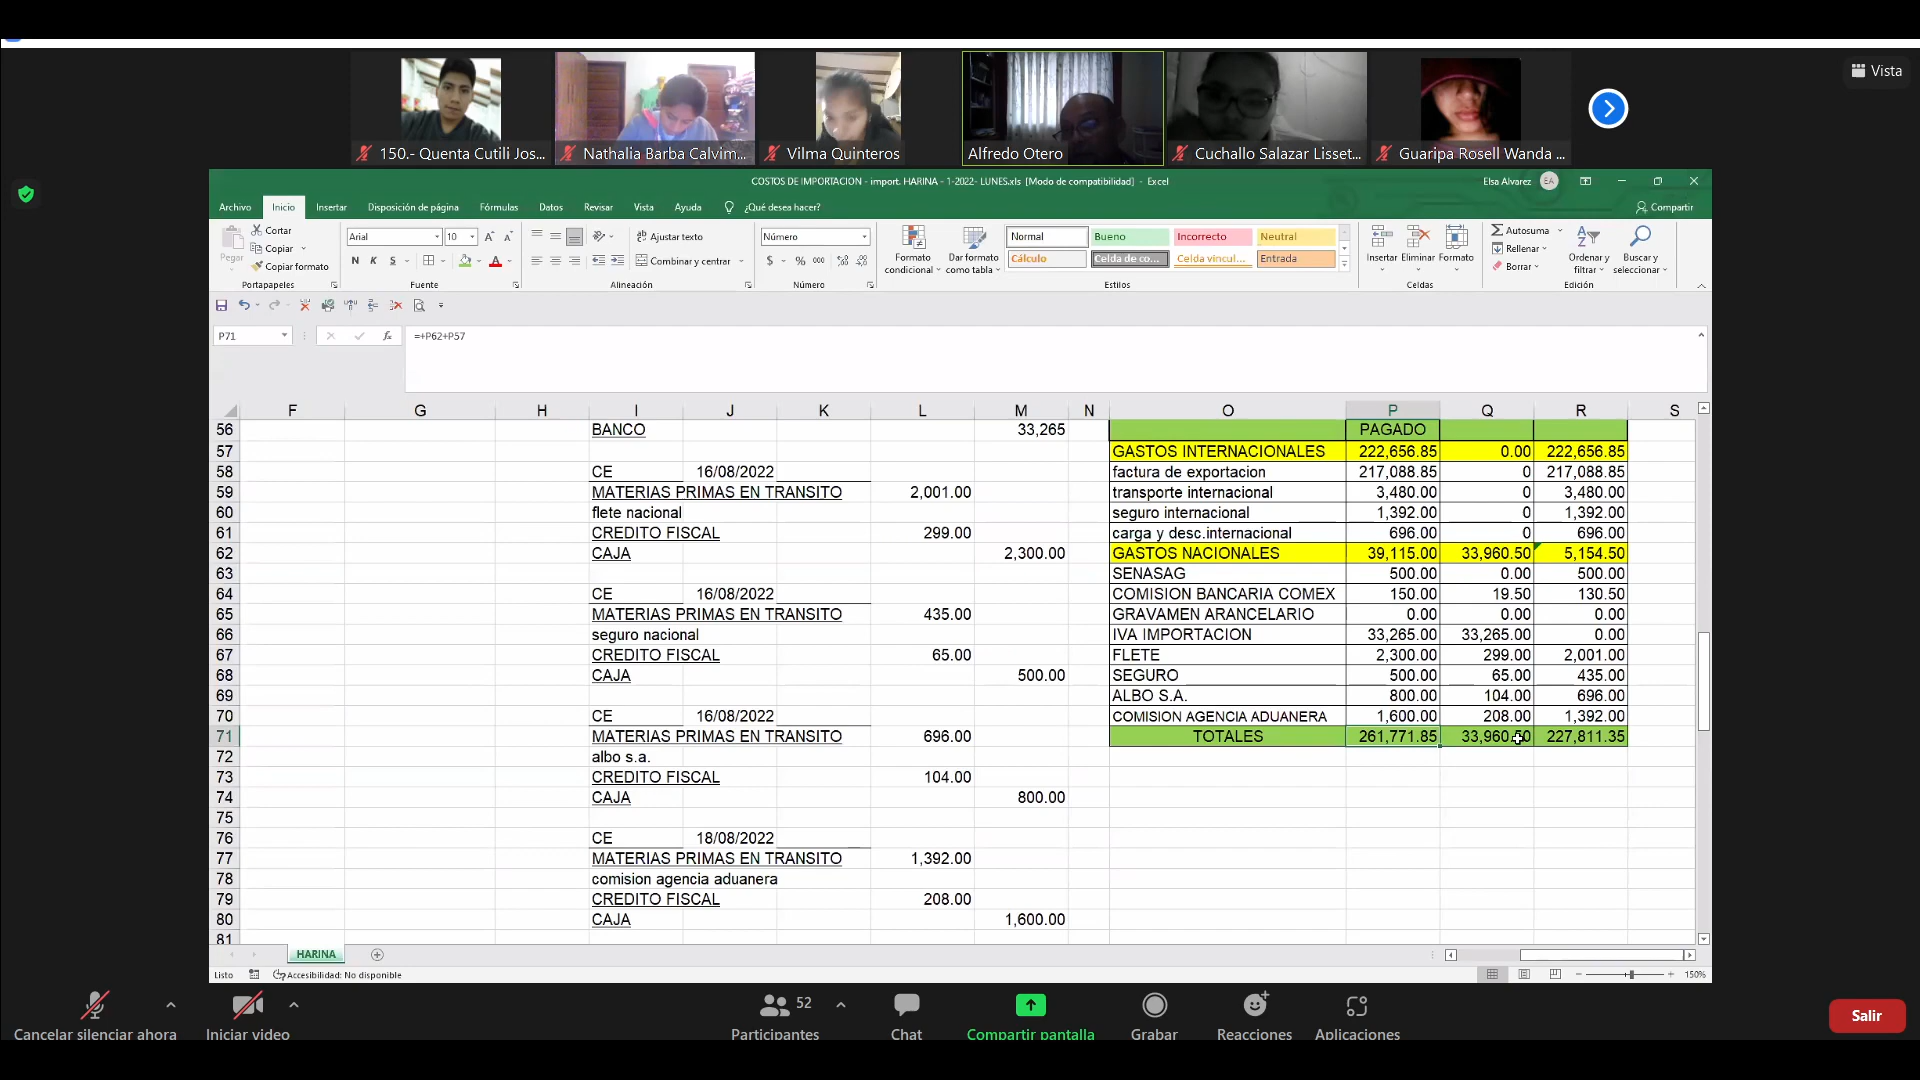 Vista
150.- Quenta Cutili Jos...
Nathalia Barba Calvim...
Vilma Quinteros
Alfredo Otero
Cuchallo Salazar Lisset...
Guaripa Rosell Wanda ...
COSTOS DE IMPORTACION - import. HARINA - 1-2022- LUNES.xls [Modo de compatibilidad] - Excel
Elsa Alvarez EA
Archivo Inicio Insertar Disposición de página Fórmulas Datos Revisar Vista Ayuda ¿Qué desea hacer? Compartir
Pegar
Cortar
Copiar
Copiar formato
Portapapeles
Arial 10
N K S
Fuente
Ajustar texto
Combinar y centrar
Alineación
Número
$ % 000
Número
Formato condicional
Dar formato como tabla
Normal Bueno Incorrecto Neutral
Cálculo Celda de co... Celda vincul... Entrada
Estilos
Insertar Eliminar Formato
Celdas
Autosuma
Rellenar
Borrar
Ordenar y filtrar
Buscar y seleccionar
Edición
P71 fx =+P62+P57
F G H I J K L M N O P Q R S
56 BANCO 33,265 PAGADO
57 GASTOS INTERNACIONALES 222,656.85 0.00 222,656.85
58 CE 16/08/2022 factura de exportacion 217,088.85 0 217,088.85
59 MATERIAS PRIMAS EN TRANSITO 2,001.00 transporte internacional 3,480.00 0 3,480.00
60 flete nacional seguro internacional 1,392.00 0 1,392.00
61 CREDITO FISCAL 299.00 carga y desc.internacional 696.00 0 696.00
62 CAJA 2,300.00 GASTOS NACIONALES 39,115.00 33,960.50 5,154.50
63 SENASAG 500.00 0.00 500.00
64 CE 16/08/2022 COMISION BANCARIA COMEX 150.00 19.50 130.50
65 MATERIAS PRIMAS EN TRANSITO 435.00 GRAVAMEN ARANCELARIO 0.00 0.00 0.00
66 seguro nacional IVA IMPORTACION 33,265.00 33,265.00 0.00
67 CREDITO FISCAL 65.00 FLETE 2,300.00 299.00 2,001.00
68 CAJA 500.00 SEGURO 500.00 65.00 435.00
69 ALBO S.A. 800.00 104.00 696.00
70 CE 16/08/2022 COMISION AGENCIA ADUANERA 1,600.00 208.00 1,392.00
71 MATERIAS PRIMAS EN TRANSITO 696.00 TOTALES 261,771.85 33,960.50 227,811.35
72 albo s.a.
73 CREDITO FISCAL 104.00
74 CAJA 800.00
75
76 CE 18/08/2022
77 MATERIAS PRIMAS EN TRANSITO 1,392.00
78 comision agencia aduanera
79 CREDITO FISCAL 208.00
80 CAJA 1,600.00
81
HARINA
Listo Accesibilidad: No disponible 150%
Cancelar silenciar ahora
Iniciar video
52
Participantes
Chat
Compartir pantalla
Grabar
Reacciones
Aplicaciones
Salir